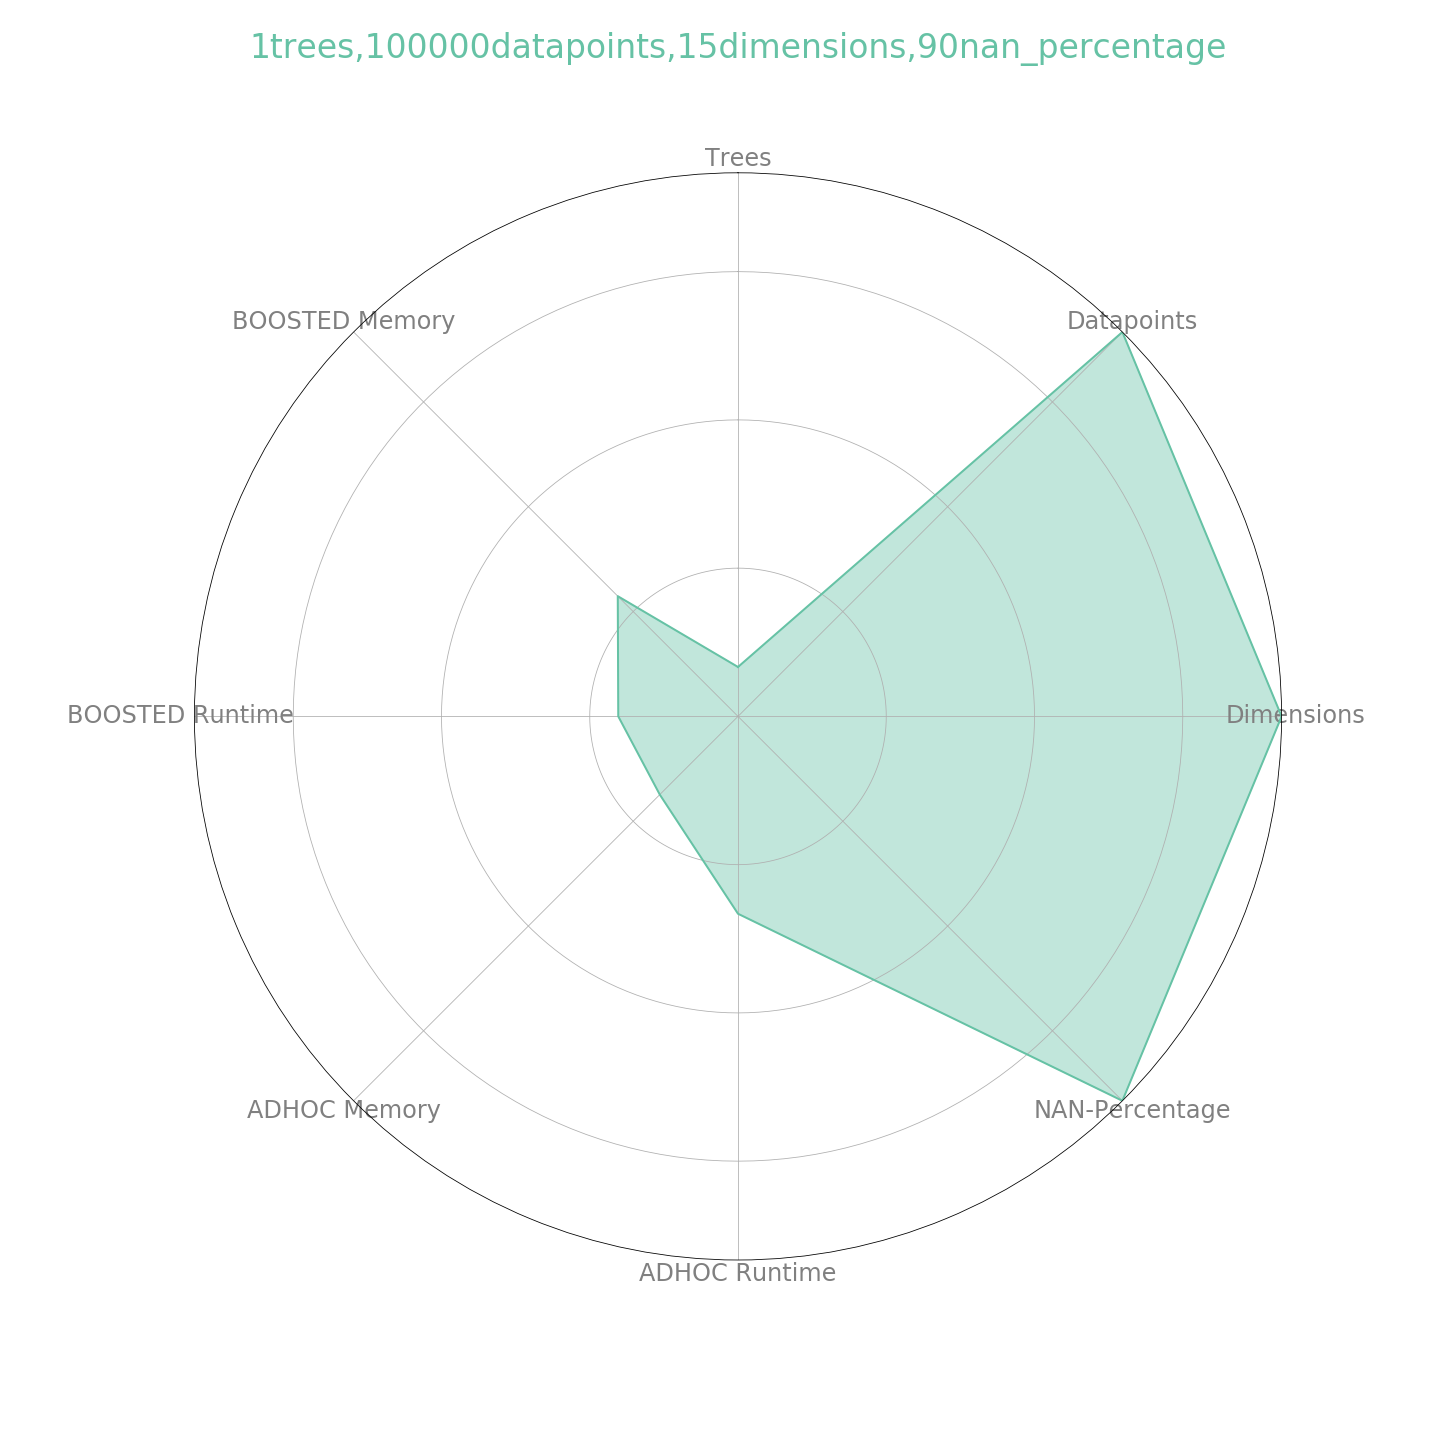 1trees,100000datapoints,15dimensions,90nan_percentage
Trees
BOOSTED Memory
Datapoints
BOOSTED Runtime
Dimensions
ADHOC Memory
NAN-Percentage
ADHOC Runtime